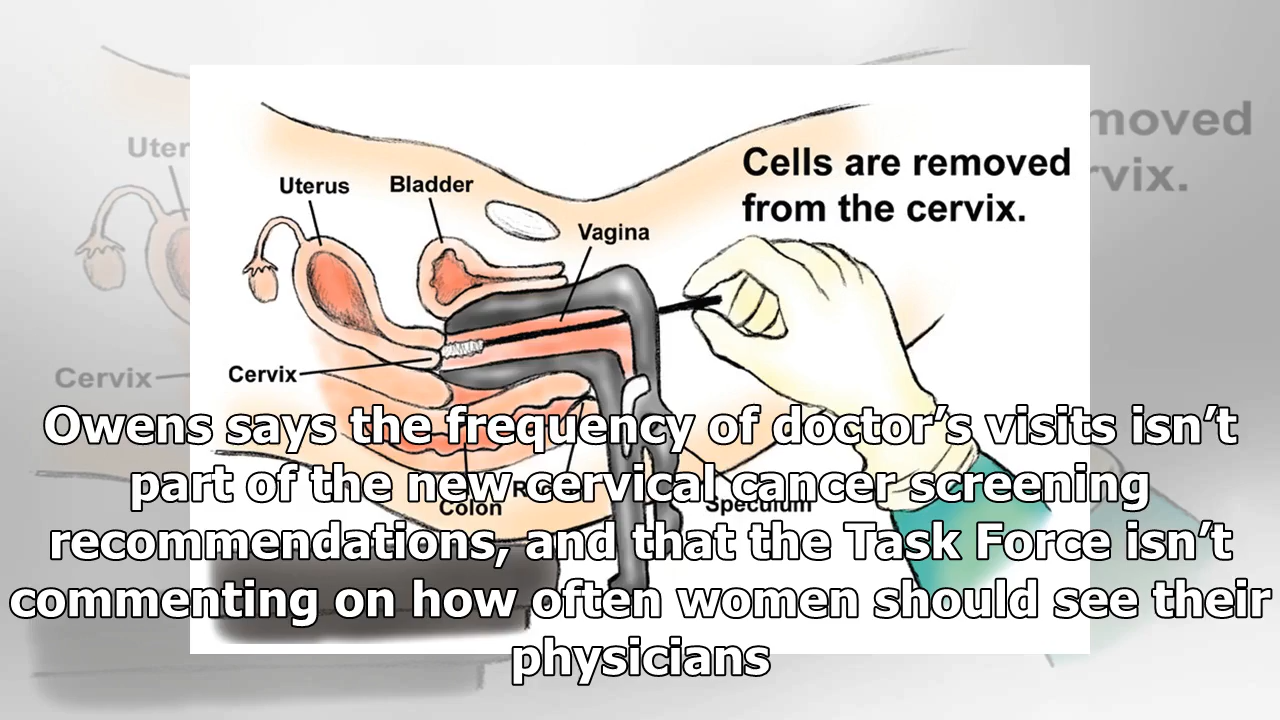 Cells are removed
from the cervix.
Uterus
Bladder
Vagina
Cervix
Owens says the frequency of doctor’s visits isn’t
part of the new cervical cancer screening
recommendations, and that the Task Force isn’t
commenting on how often women should see their
physicians
Colon
Speculum
moved
rvix.
Uter
Cervix